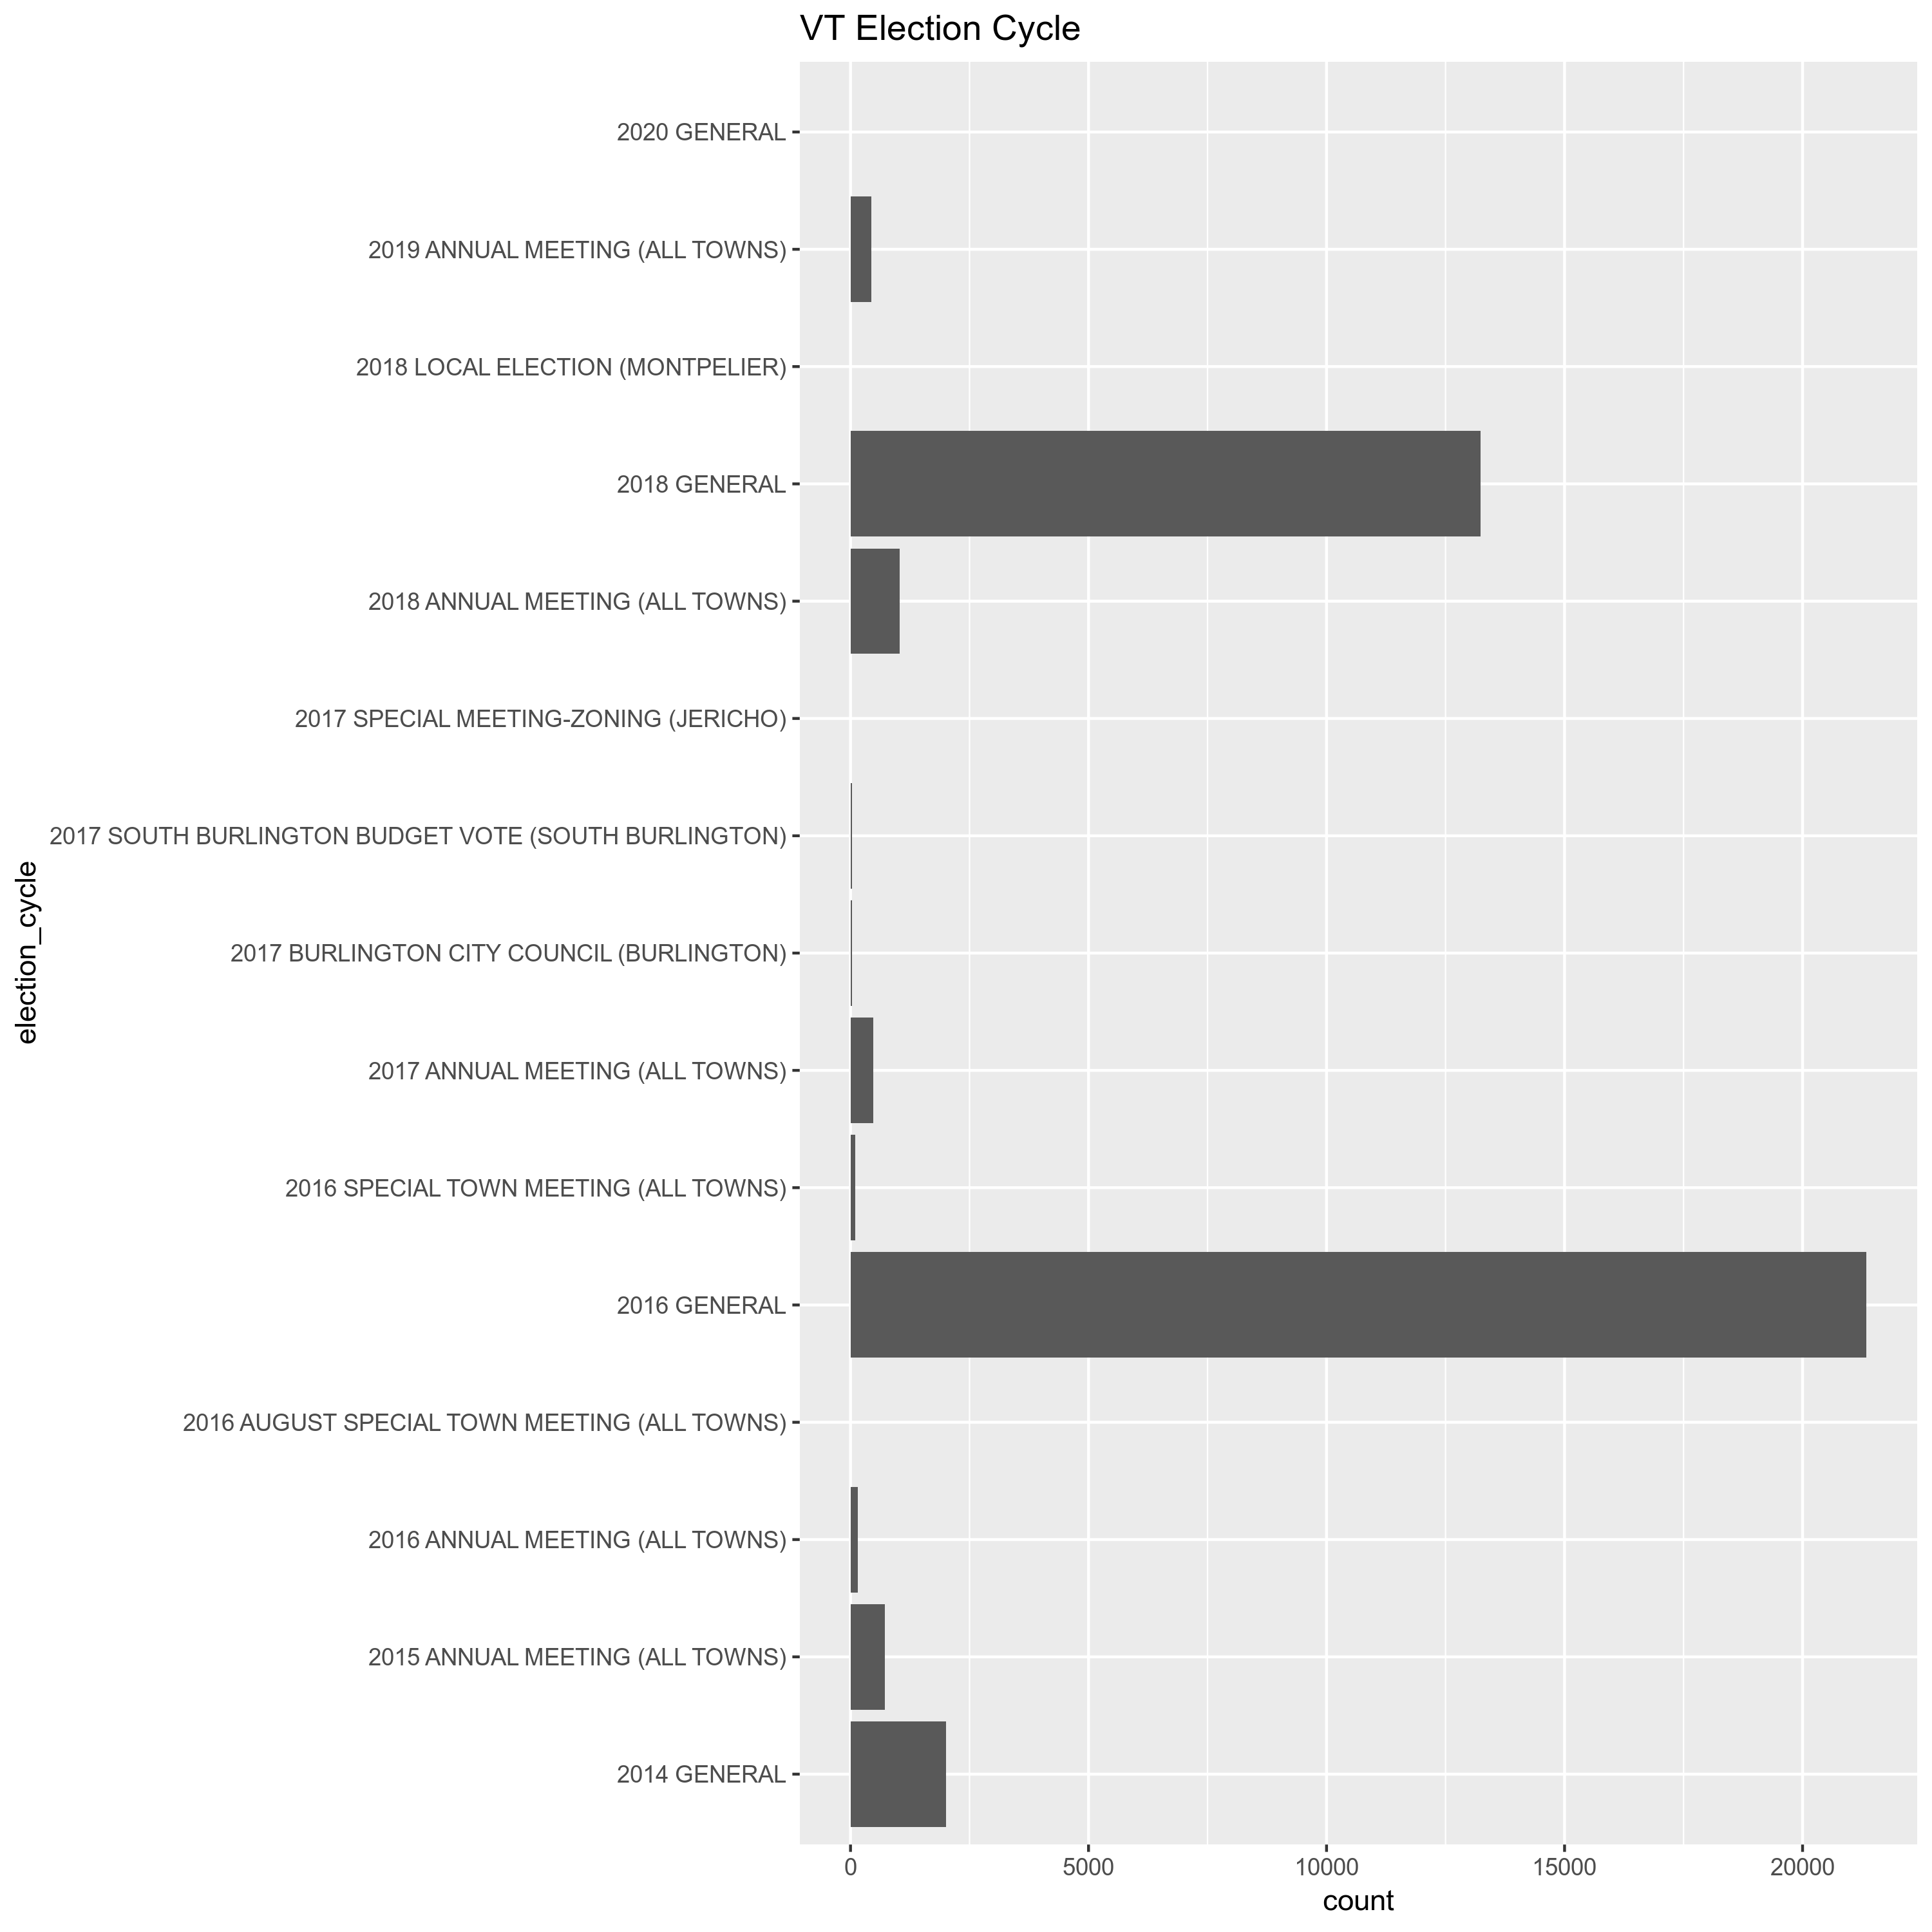 VT Election Cycle
2020 GENERAL
2019 ANNUAL MEETING (ALL TOWNS)
2018 LOCAL ELECTION (MONTPELIER)
2018 GENERAL
2018 ANNUAL MEETING (ALL TOWNS)
2017 SPECIAL MEETING-ZONING (JERICHO)
2017 SOUTH BURLINGTON BUDGET VOTE (SOUTH BURLINGTON)
2017 BURLINGTON CITY COUNCIL (BURLINGTON)
2017 ANNUAL MEETING (ALL TOWNS)
2016 SPECIAL TOWN MEETING (ALL TOWNS)
2016 GENERAL
2016 AUGUST SPECIAL TOWN MEETING (ALL TOWNS)
2016 ANNUAL MEETING (ALL TOWNS)
2015 ANNUAL MEETING (ALL TOWNS)
2014 GENERAL
election_cycle
0 5000 10000 15000 20000
count